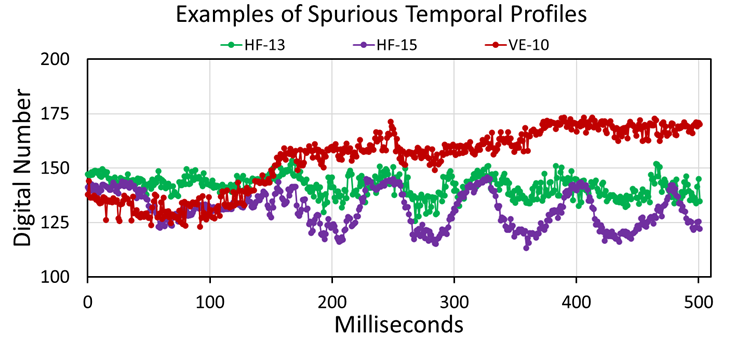 Examples of Spurious Temporal Profiles
HF-13 HF-15 VE-10
200
175
150
125
100
Digital Number
0 100 200 300 400 500
Milliseconds